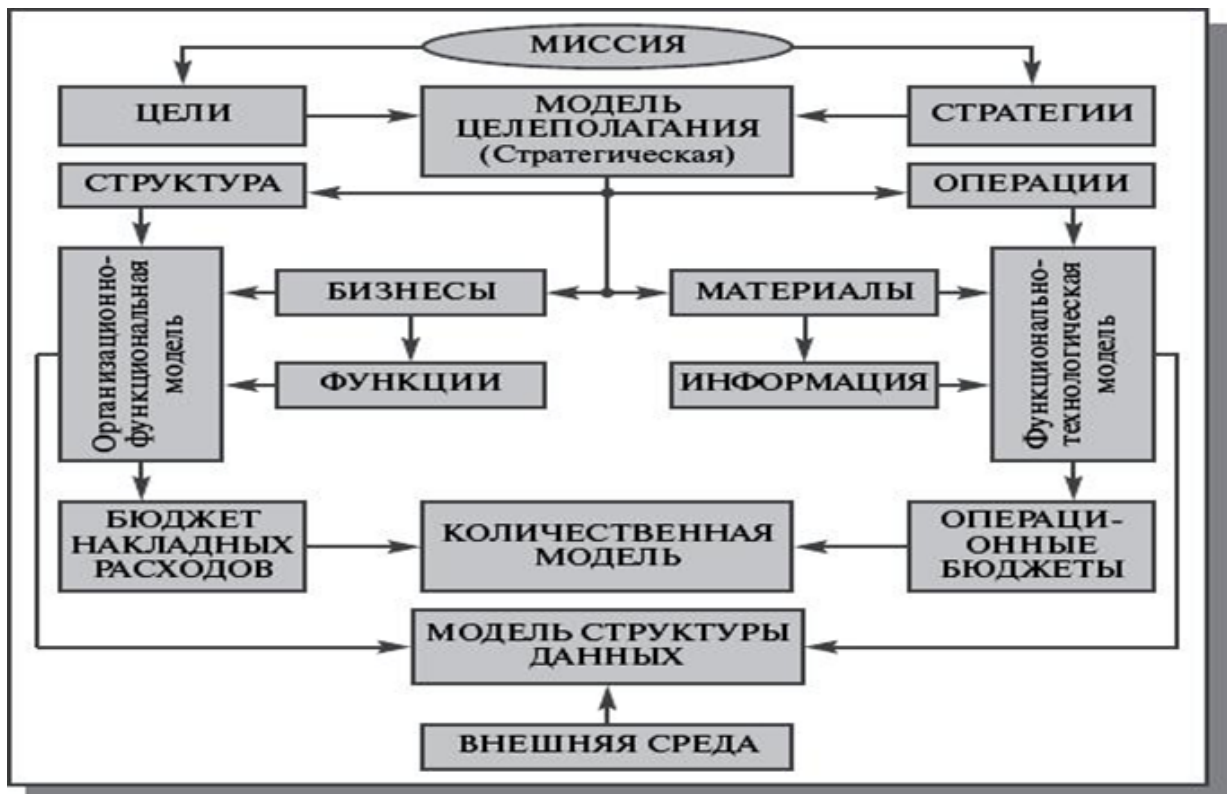 МИССИЯ
ЦЕЛИ
МОДЕЛЬ
ЦЕЛЕПОЛАГАНИЯ
(Стратегическая)
СТРАТЕГИИ
СТРУКТУРА
ОПЕРАЦИИ
Организационно-
функциональная
модель
БИЗНЕСЫ
МАТЕРИАЛЫ
Функционально-
технологическая
модель
ФУНКЦИИ
ИНФОРМАЦИЯ
БЮДЖЕТ
НАКЛАДНЫХ
РАСХОДОВ
КОЛИЧЕСТВЕННАЯ
МОДЕЛЬ
ОПЕРАЦИ-
ОННЫЕ
БЮДЖЕТЫ
МОДЕЛЬ СТРУКТУРЫ
ДАННЫХ
ВНЕШНЯЯ СРЕДА